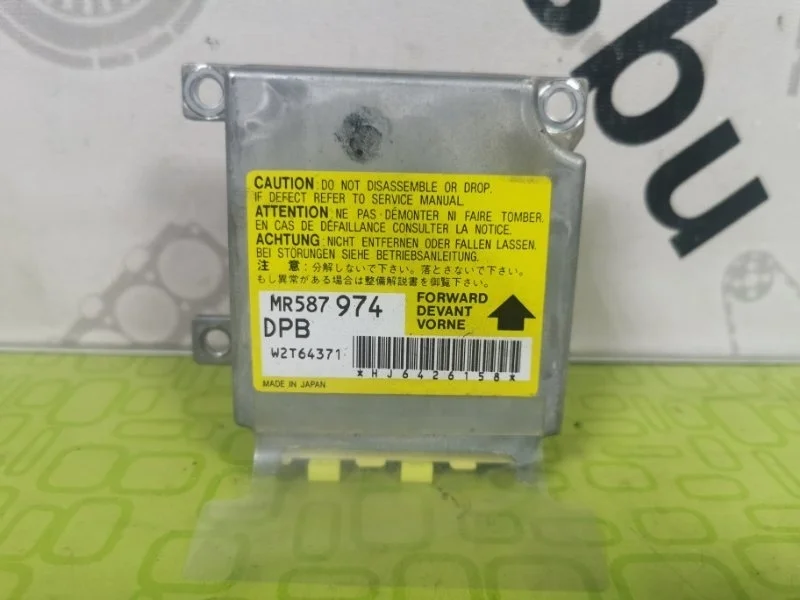 CAUTION : DO NOT DISASSEMBLE OR DROP.
IF DEFECT REFER TO SERVICE MANUAL.
ATTENTION : NE PAS DÉMONTER NI FAIRE TOMBER.
EN CAS DE DÉFAILLANCE CONSULTER LA NOTICE.
ACHTUNG : NICHT ENTFERNEN ODER FALLEN LASSEN.
BEI STÖRUNGEN SIEHE BETRIEBSANLEITUNG.
注 意 : 分解しないで下さい。落とさないで下さい。
もし異常がある場合は整備解説書を御覧下さい。
MR587 974
DPB
FORWARD
DEVANT
VORNE
W2T64371
*HJ6426158*
MADE IN JAPAN